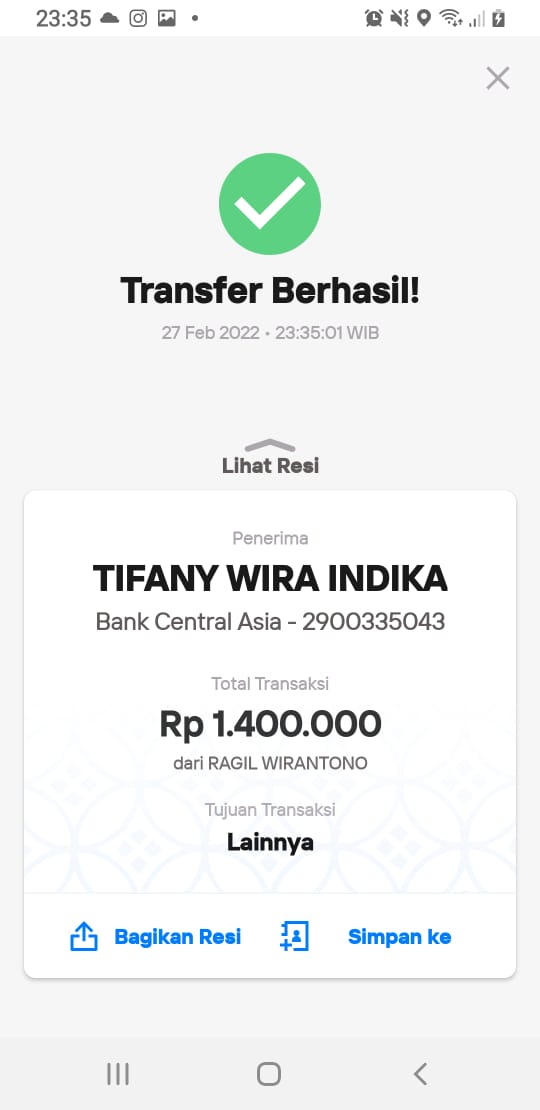 23:35
Transfer Berhasil!
27 Feb 2022 • 23:35:01 WIB
Lihat Resi
Penerima
TIFANY WIRA INDIKA
Bank Central Asia - 2900335043
Total Transaksi
Rp 1.400.000
dari RAGIL WIRANTONO
Tujuan Transaksi
Lainnya
Bagikan Resi
Simpan ke